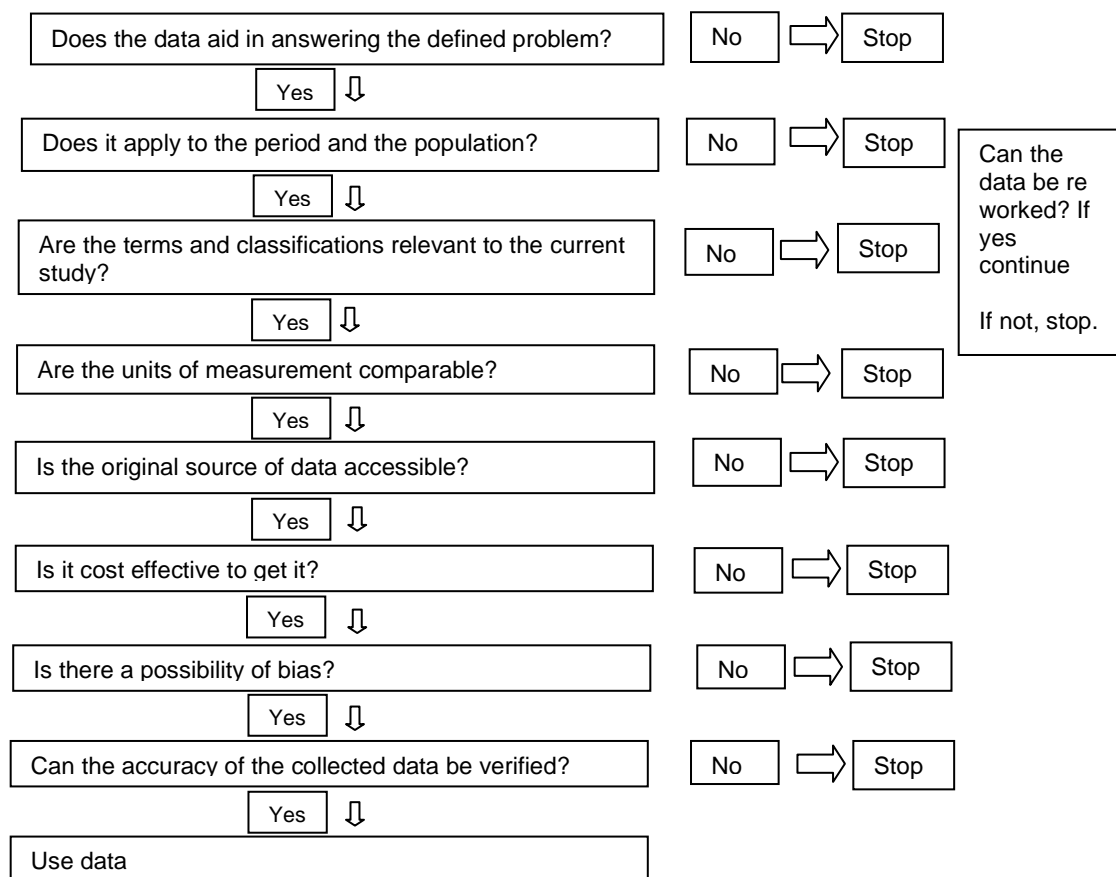 Does the data aid in answering the defined problem?
No
Stop
Yes
Does it apply to the period and the population?
No
Stop
Can the
data be re
worked? If
yes
continue
If not, stop.
Yes
Are the terms and classifications relevant to the current
study?
No
Stop
Yes
Are the units of measurement comparable?
No
Stop
Yes
Is the original source of data accessible?
No
Stop
Yes
Is it cost effective to get it?
No
Stop
Yes
Is there a possibility of bias?
No
Stop
Yes
Can the accuracy of the collected data be verified?
No
Stop
Yes
Use data